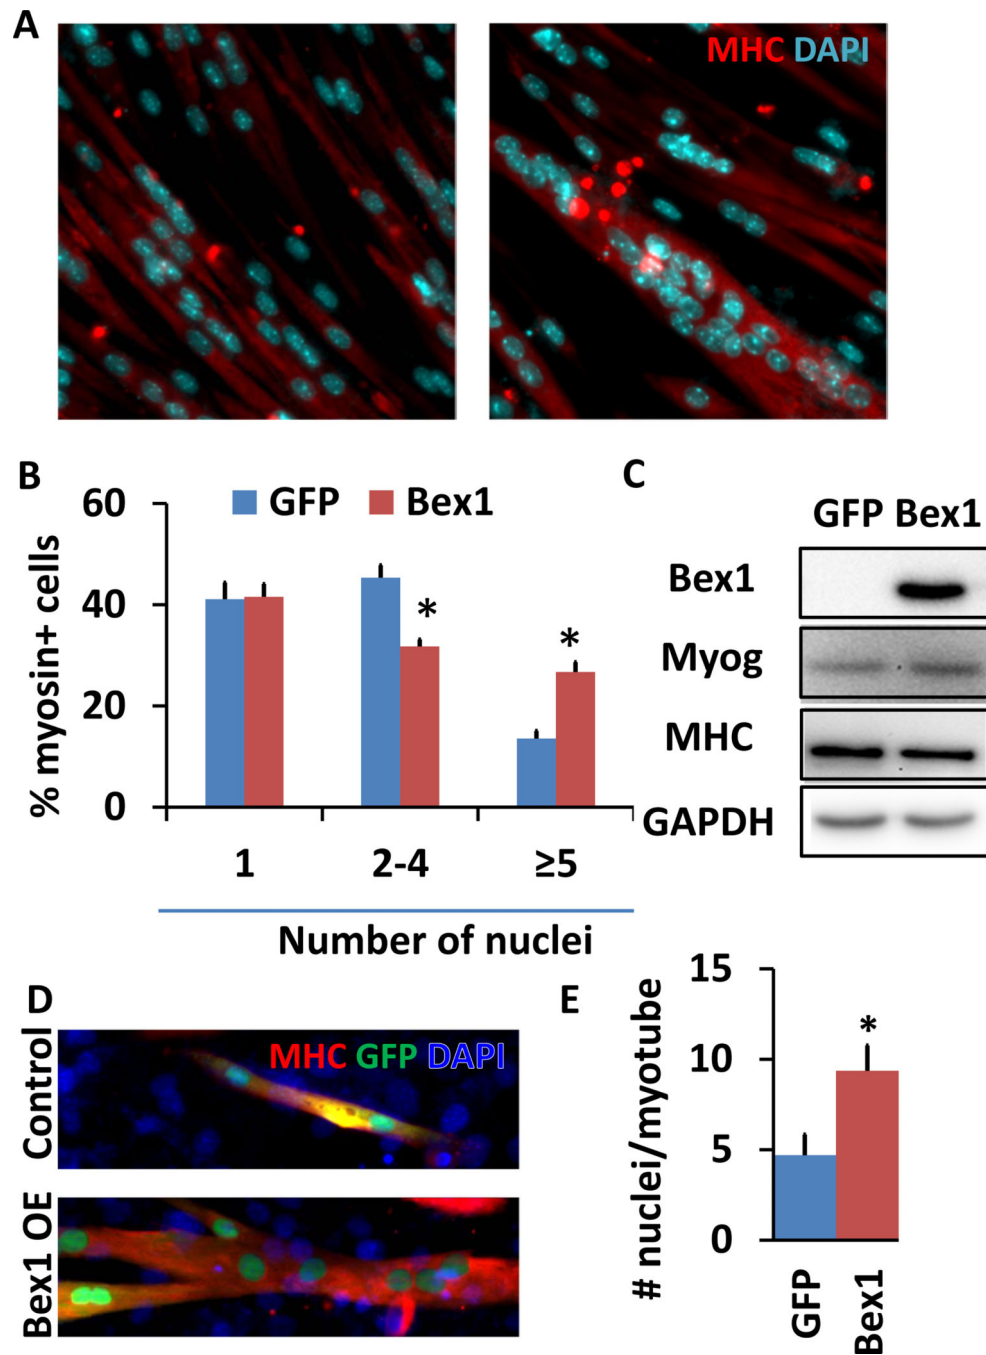 A
MHC DAPI
B
60
40
20
0
% myosin+ cells
GFP Bex1
*
*
1 2-4 ≥5
Number of nuclei
C
GFP Bex1
Bex1
Myog
MHC
GAPDH
D
Control
MHC GFP DAPI
Bex1 OE
E
# nuclei/myotube
15
10
5
0
*
GFP
Bex1